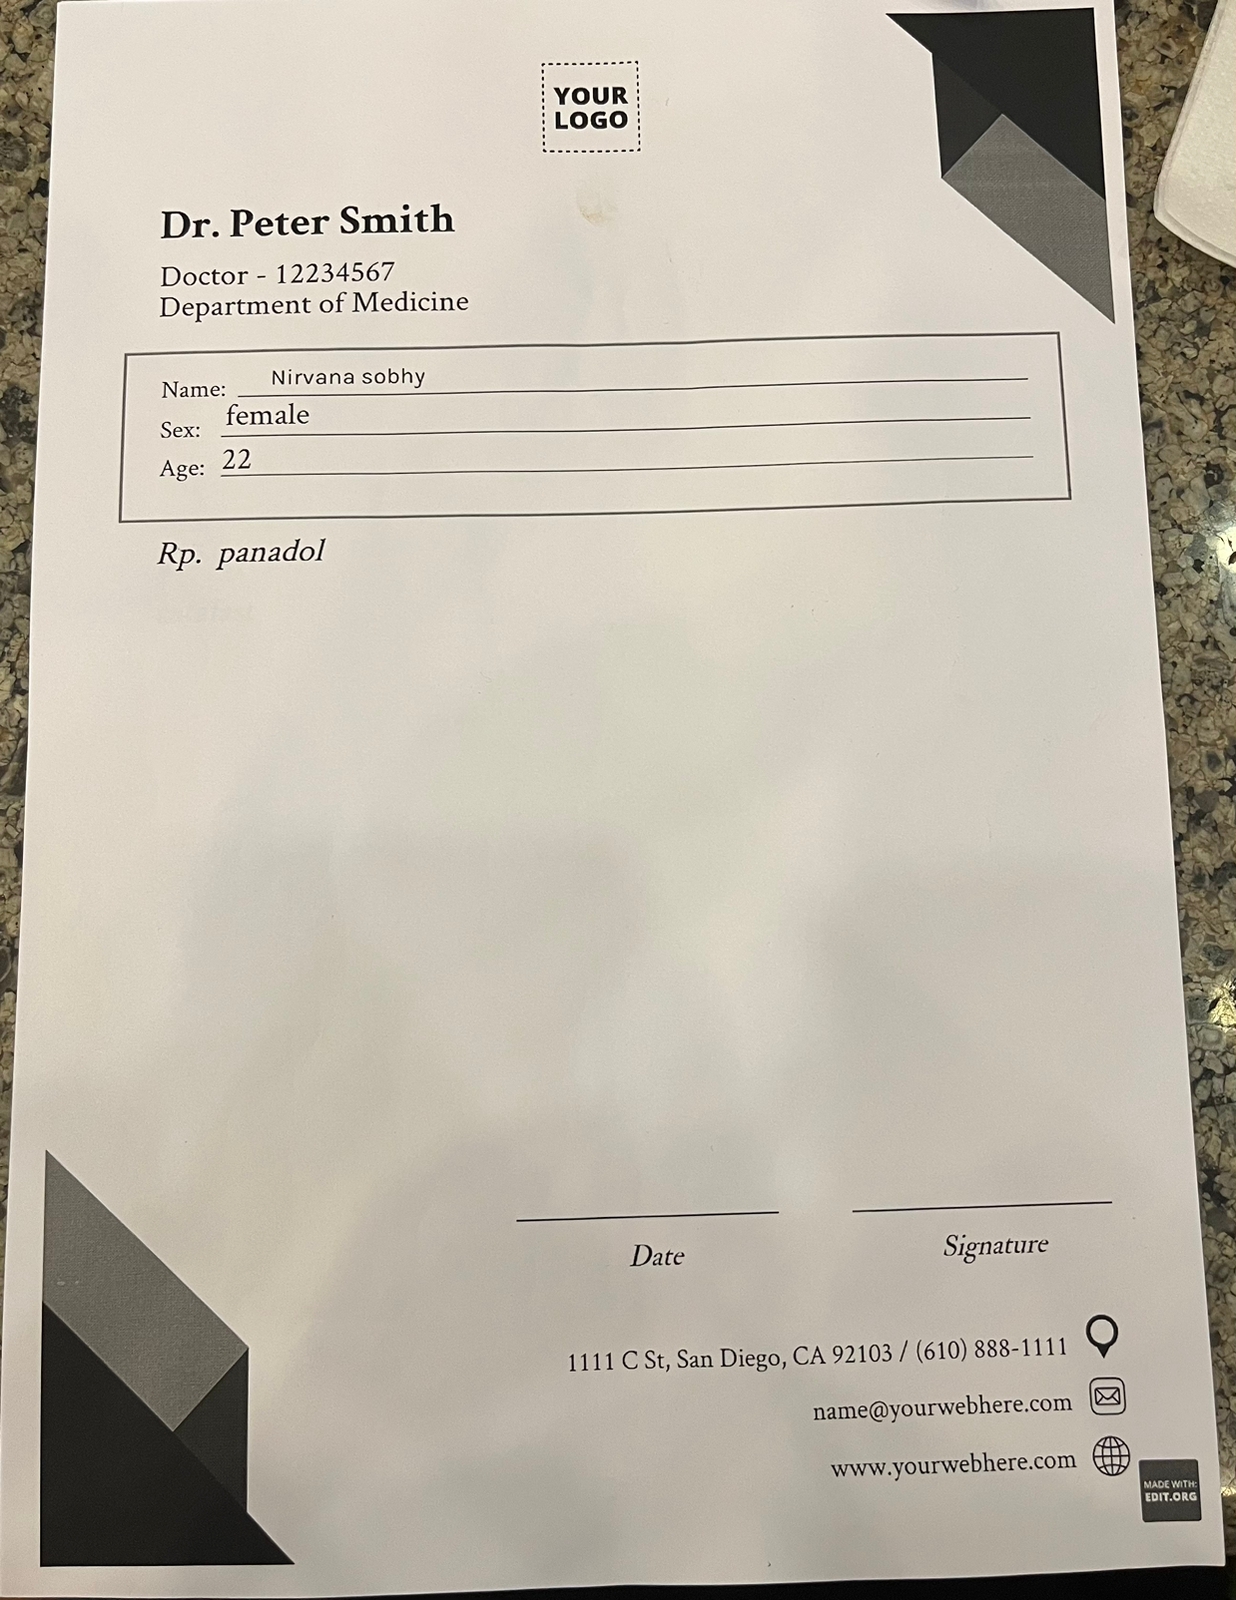 YOUR
LOGO
Dr. Peter Smith
Doctor - 12234567
Department of Medicine
Name: Nirvana sobhy
Sex: female
Age: 22
Rp. panadol
Date
Signature
1111 C St, San Diego, CA 92103 / (610) 888-1111
name@yourwebhere.com
www.yourwebhere.com
MADE WITH:
EDIT.ORG